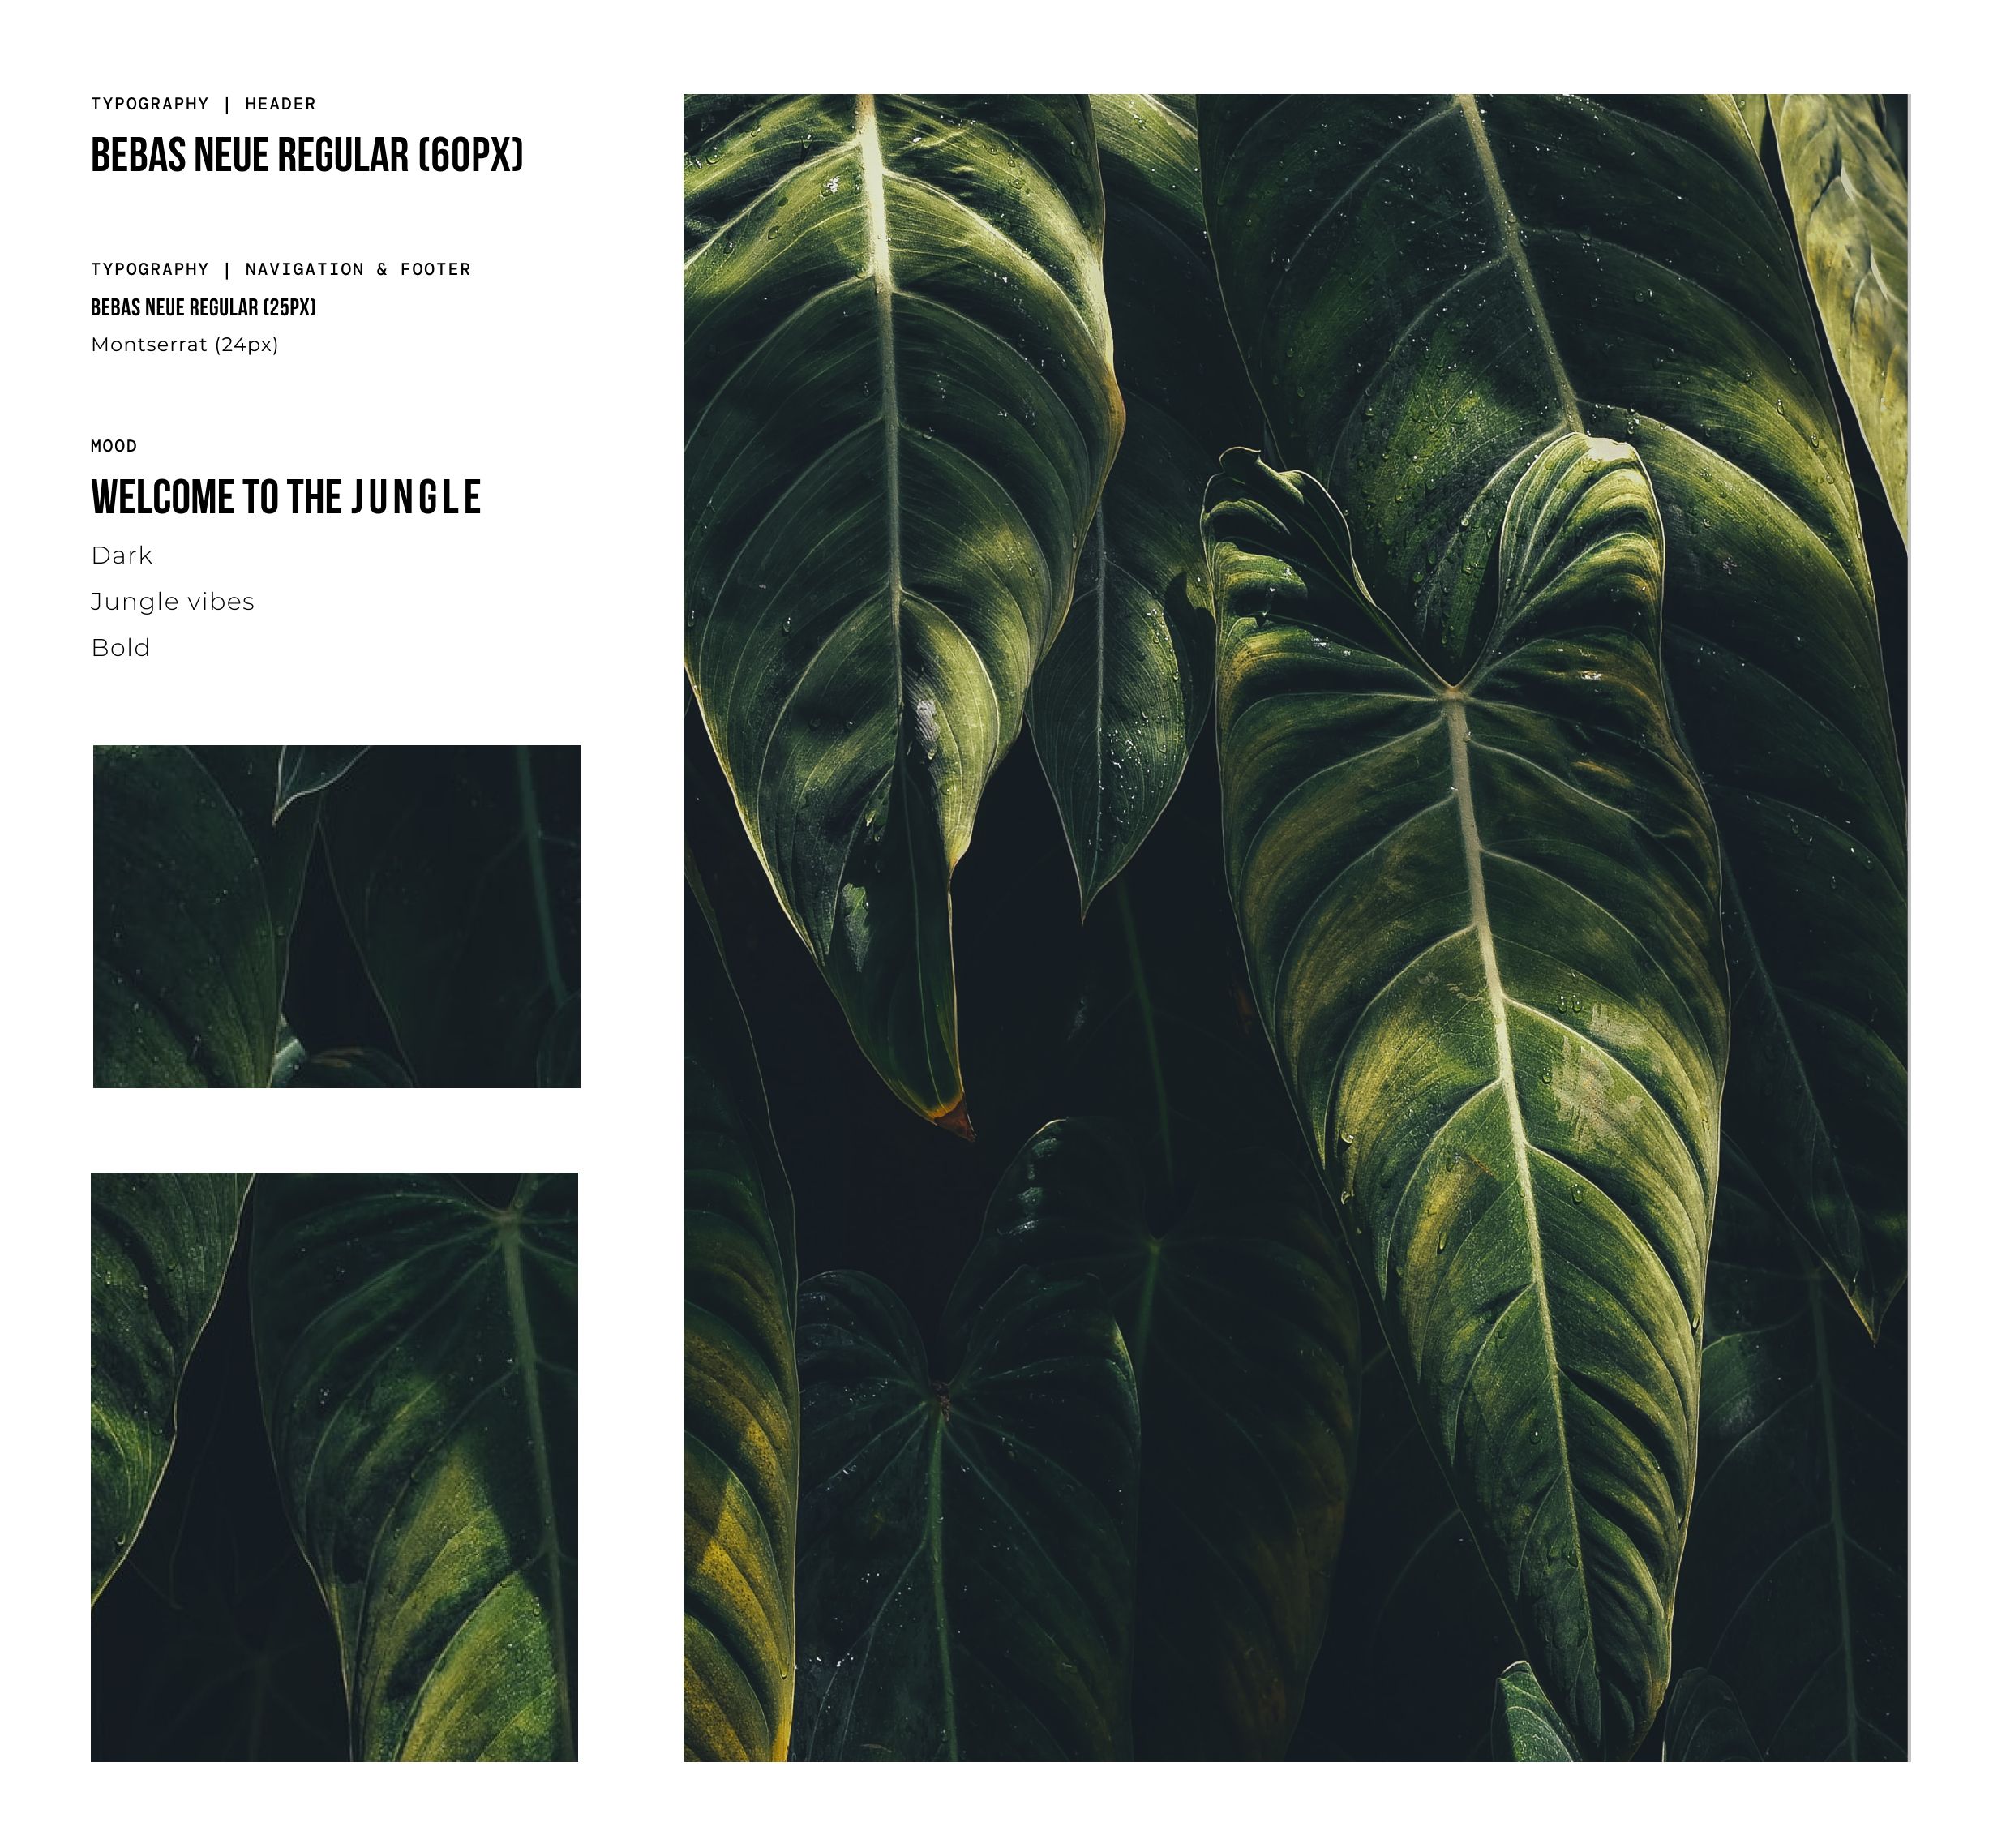 TYPOGRAPHY | HEADER
BEBAS NEUE REGULAR (60PX)
TYPOGRAPHY | NAVIGATION & FOOTER
BEBAS NEUE REGULAR (25PX)
Montserrat (24px)
MOOD
WELCOME TO THE JUNGLE
Dark
Jungle vibes
Bold